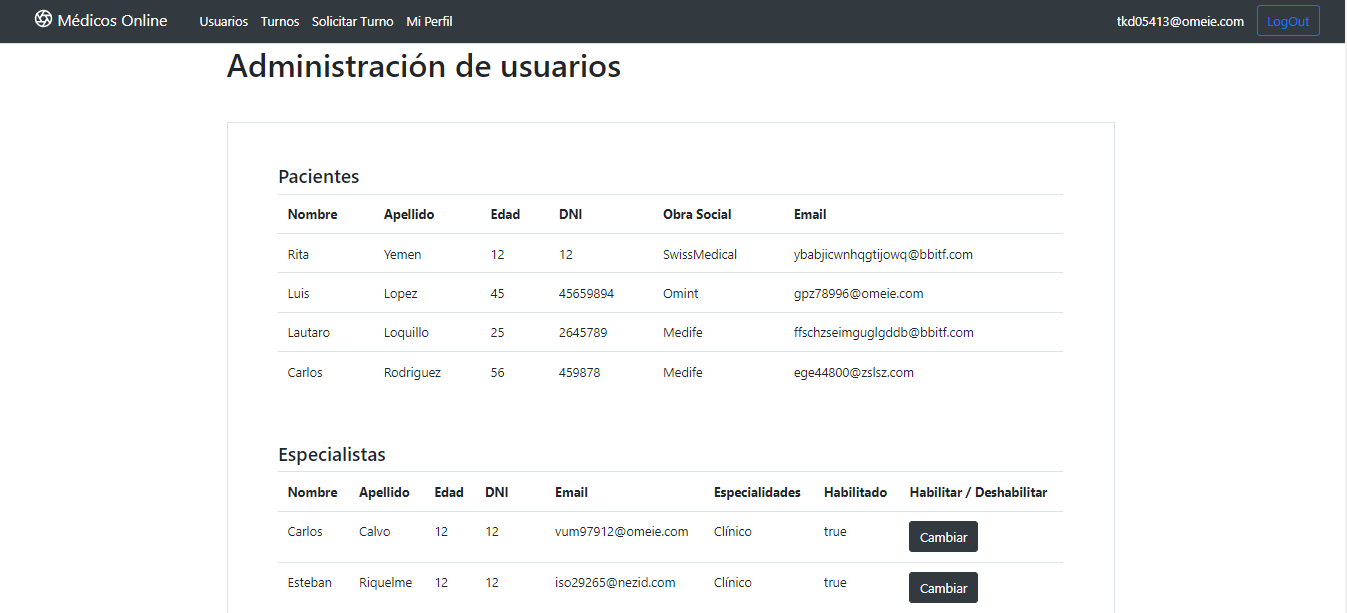 Médicos Online Usuarios Turnos Solicitar Turno Mi Perfil tkd05413@omeie.com LogOut
Administración de usuarios
Pacientes
Nombre Apellido Edad DNI Obra Social Email
Rita Yemen 12 12 SwissMedical ybabjicwnhqgtijowq@bbitf.com
Luis Lopez 45 45659894 Omint gpz78996@omeie.com
Lautaro Loquillo 25 2645789 Medife ffschzseimguglgddb@bbitf.com
Carlos Rodriguez 56 459878 Medife ege44800@zslsz.com
Especialistas
Nombre Apellido Edad DNI Email Especialidades Habilitado Habilitar / Deshabilitar
Carlos Calvo 12 12 vum97912@omeie.com Clínico true Cambiar
Esteban Riquelme 12 12 iso29265@nezid.com Clínico true Cambiar